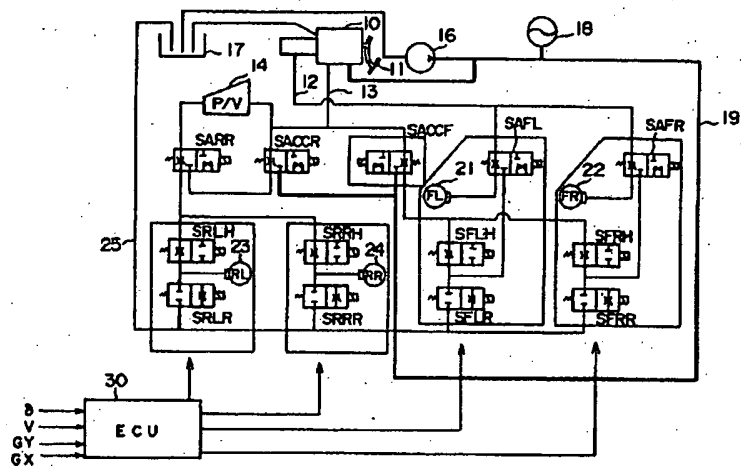 10
16
18
17
14
11
P/V
12
13
SAFL
SAFR
19
SARR
SACCR
SACCF
21
22
FL
FR
25
SRLH
23
SRRH
24
SFLH
SFRH
RL
RR
SRLR
SRRR
SFLR
SFRR
30
V
ECU
GY
GX